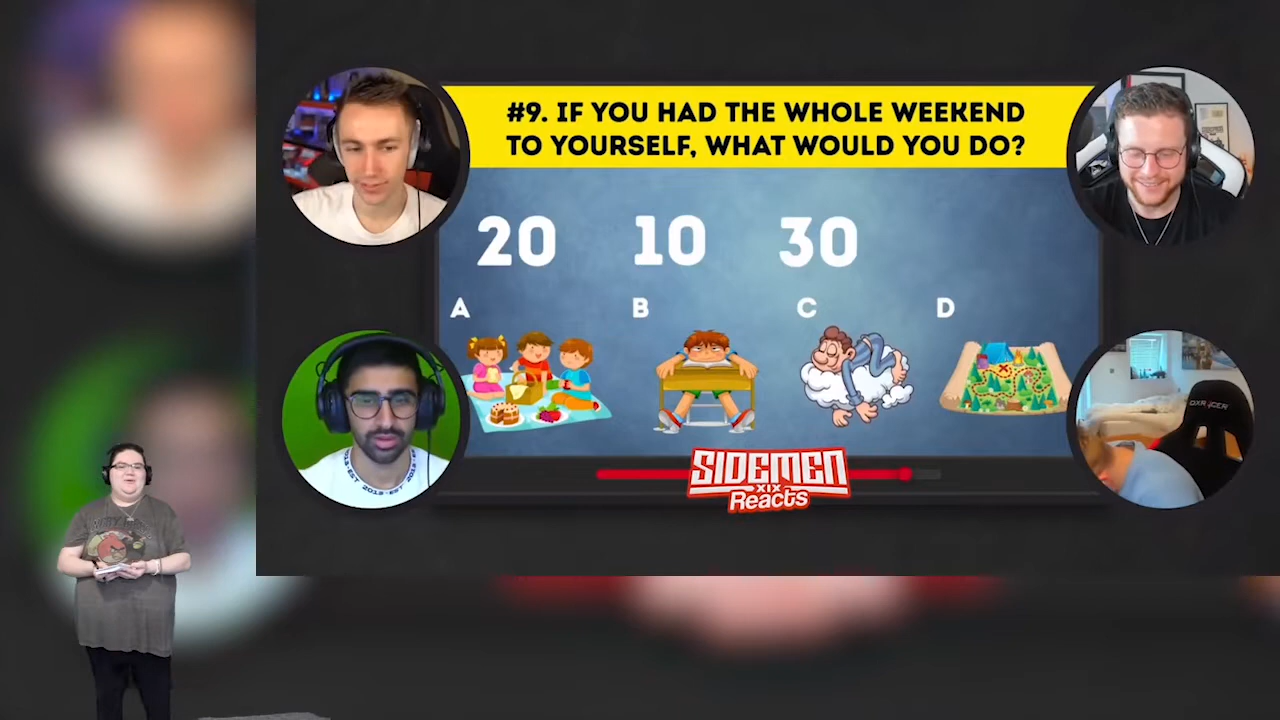 #9. IF YOU HAD THE WHOLE WEEKEND
TO YOURSELF, WHAT WOULD YOU DO?
20 10 30
A B C D
DXRACER
SIDEMEN
XIX
Reacts